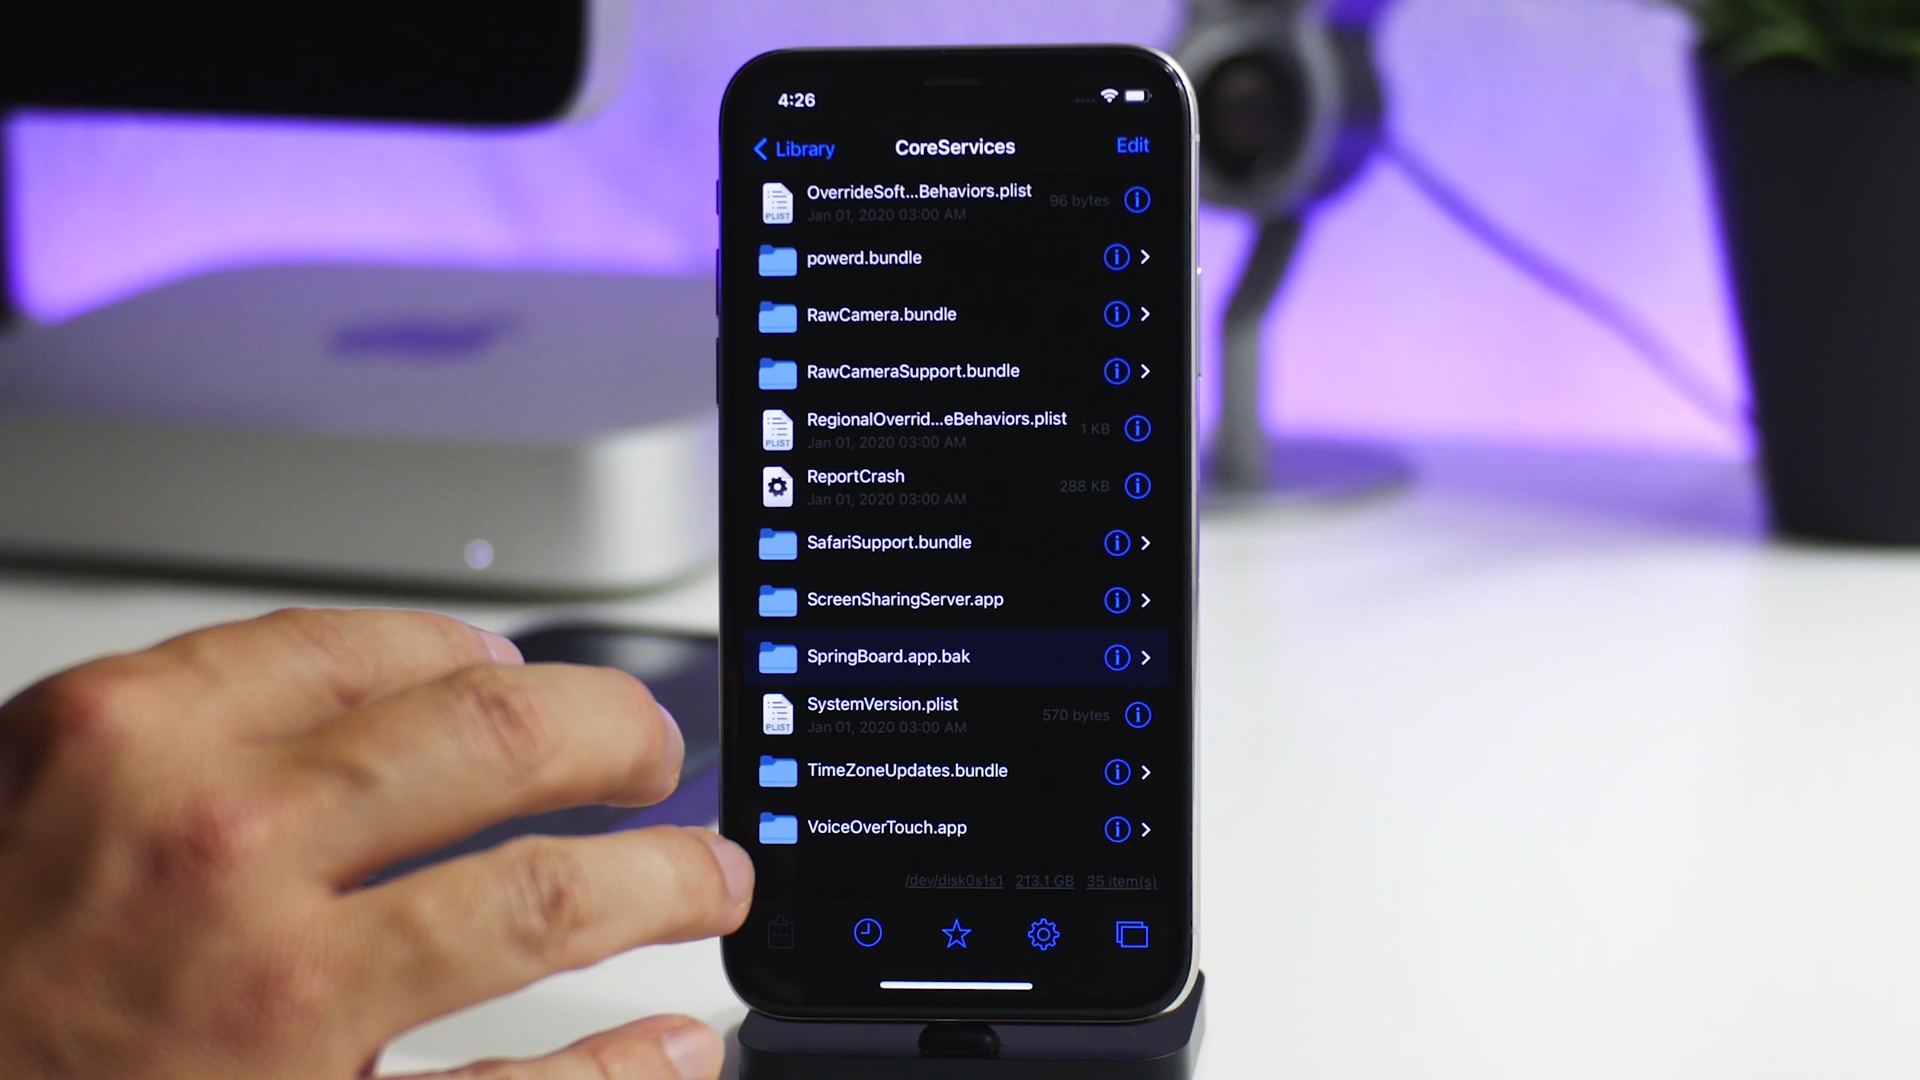 4:26
Library CoreServices Edit
OverrideSoft...Behaviors.plist 96 bytes
Jan 01, 2020 03:00 AM
powerd.bundle
RawCamera.bundle
RawCameraSupport.bundle
RegionalOverrid...eBehaviors.plist 1 KB
Jan 01, 2020 03:00 AM
ReportCrash 288 KB
Jan 01, 2020 03:00 AM
SafariSupport.bundle
ScreenSharingServer.app
SpringBoard.app.bak
SystemVersion.plist 570 bytes
Jan 01, 2020 03:00 AM
TimeZoneUpdates.bundle
VoiceOverTouch.app
/dev/disk0s1s1 213.1 GB 35 item(s)
PLIST
PLIST
PLIST